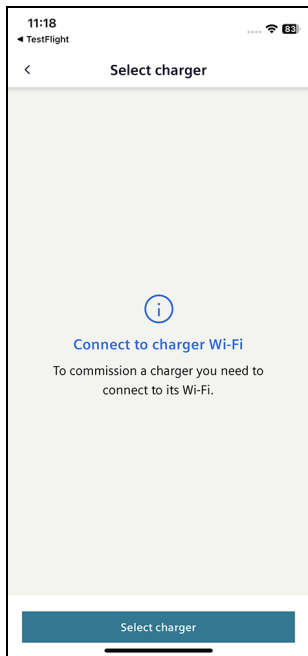 11:18
◀ TestFlight
83
Select charger
Connect to charger Wi-Fi
To commission a charger you need to
connect to its Wi-Fi.
Select charger